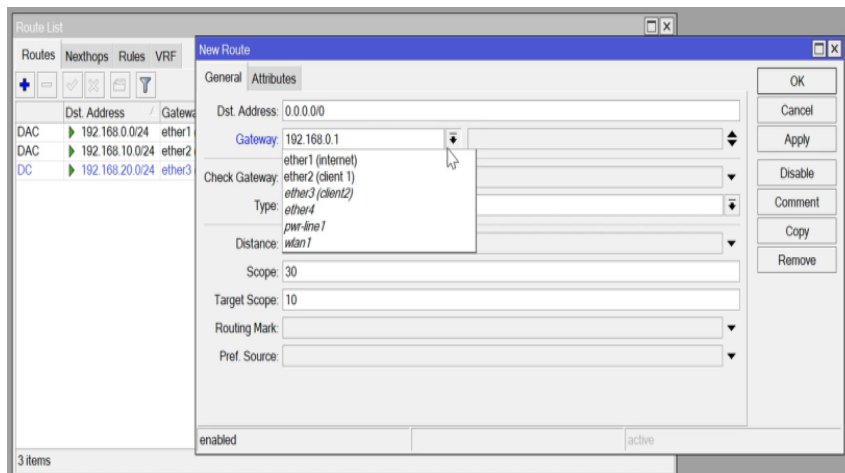 Route List
Routes Nexthops Rules VRF
Dst. Address / Gatewa
DAC 192.168.0.0/24 ether1 (
DAC 192.168.10.0/24 ether2 (
DC 192.168.20.0/24 ether3
3 items
New Route
General Attributes
Dst. Address: 0.0.0.0/0
Gateway: 192.168.0.1
ether1 (internet)
ether2 (client 1)
ether3 (client2)
ether4
pwr-line1
wlan1
Check Gateway:
Type:
Distance:
Scope: 30
Target Scope: 10
Routing Mark:
Pref. Source:
enabled
active
OK
Cancel
Apply
Disable
Comment
Copy
Remove